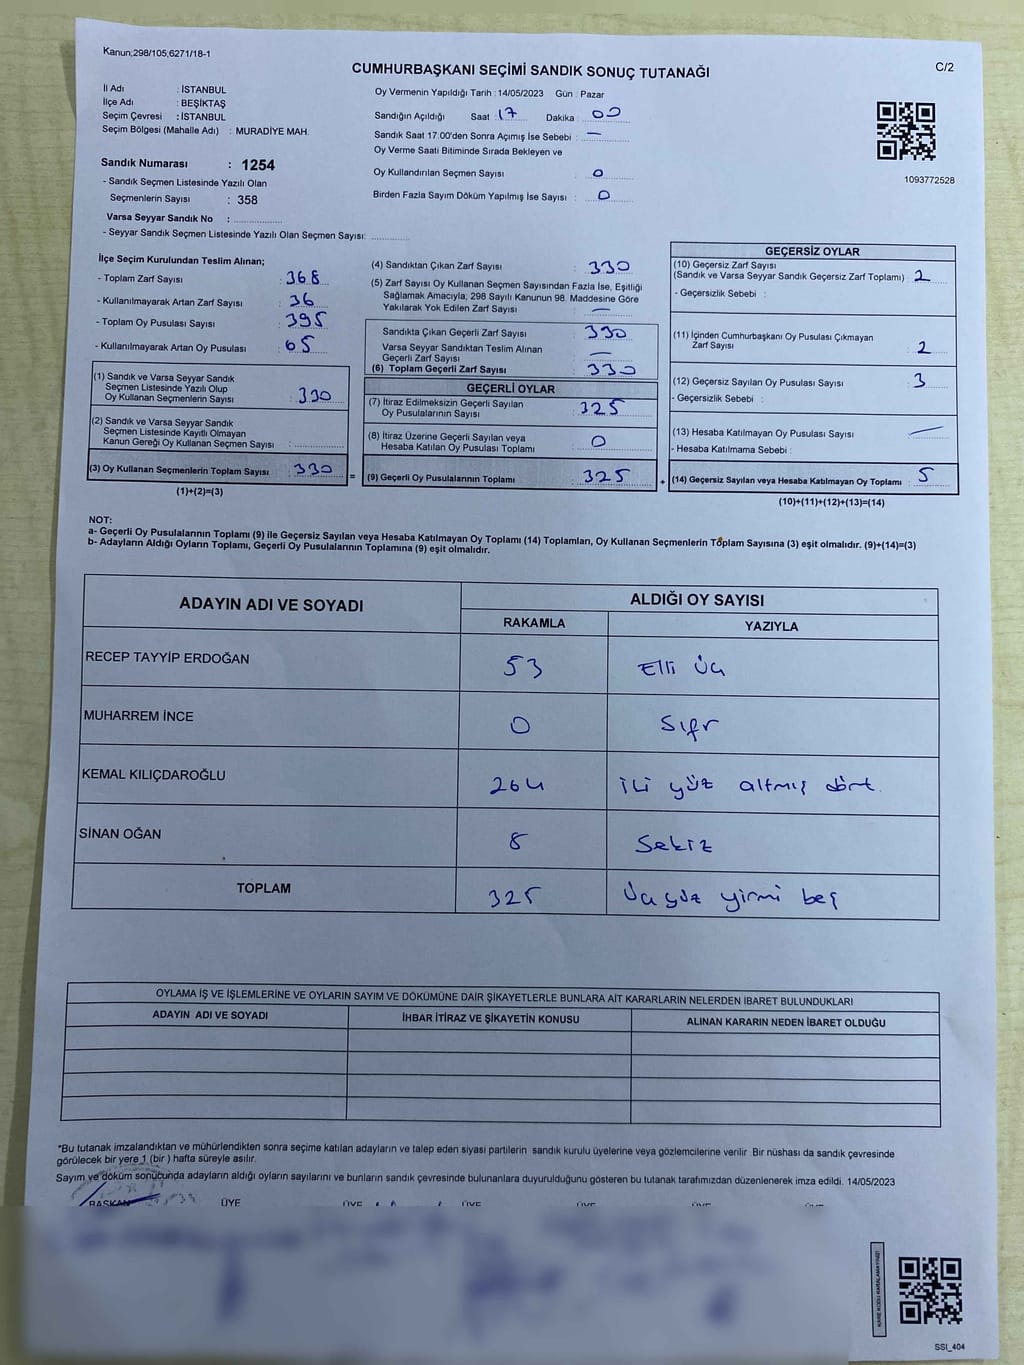 Kanun;298/105;6271/18-1
C/2
CUMHURBAŞKANI SEÇİMİ SANDIK SONUÇ TUTANAĞI
İl Adı : İSTANBUL
İlçe Adı : BEŞİKTAŞ
Seçim Çevresi : İSTANBUL
Seçim Bölgesi (Mahalle Adı) : MURADİYE MAH.
Sandık Numarası : 1254
- Sandık Seçmen Listesinde Yazılı Olan
Seçmenlerin Sayısı : 358
Varsa Seyyar Sandık No :
- Seyyar Sandık Seçmen Listesinde Yazılı Olan Seçmen Sayısı:
Oy Vermenin Yapıldığı Tarih : 14/05/2023 Gün : Pazar
Sandığın Açıldığı Saat : 17 Dakika : 00
Sandık Saat 17.00'den Sonra Açımış İse Sebebi : —
Oy Verme Saati Bitiminde Sırada Bekleyen ve
Oy Kullandırılan Seçmen Sayısı : 0
Birden Fazla Sayım Döküm Yapılmış İse Sayısı : 0
1093772528
İlçe Seçim Kurulundan Teslim Alınan;
- Toplam Zarf Sayısı : 368
- Kullanılmayarak Artan Zarf Sayısı : 36
- Toplam Oy Pusulası Sayısı : 395
- Kullanılmayarak Artan Oy Pusulası : 65
(1) Sandık ve Varsa Seyyar Sandık
Seçmen Listesinde Yazılı Olup
Oy Kullanan Seçmenlerin Sayısı : 330
(2) Sandık ve Varsa Seyyar Sandık
Seçmen Listesinde Kayıtlı Olmayan
Kanun Gereği Oy Kullanan Seçmen Sayısı :
(3) Oy Kullanan Seçmenlerin Toplam Sayısı : 330
(1)+(2)=(3)
=
(4) Sandıktan Çıkan Zarf Sayısı : 330
(5) Zarf Sayısı Oy Kullanan Seçmen Sayısından Fazla İse, Eşitliği
Sağlamak Amacıyla, 298 Sayılı Kanunun 98. Maddesine Göre
Yakılarak Yok Edilen Zarf Sayısı : —
Sandıkta Çıkan Geçerli Zarf Sayısı : 330
Varsa Seyyar Sandıktan Teslim Alınan
Geçerli Zarf Sayısı : —
(6) Toplam Geçerli Zarf Sayısı : 330
GEÇERLİ OYLAR
(7) İtiraz Edilmeksizin Geçerli Sayılan
Oy Pusulalarının Sayısı : 325
(8) İtiraz Üzerine Geçerli Sayılan veya
Hesaba Katılan Oy Pusulası Toplamı : 0
(9) Geçerli Oy Pusulalarının Toplamı : 325
+
GEÇERSİZ OYLAR
(10) Geçersiz Zarf Sayısı
(Sandık ve Varsa Seyyar Sandık Geçersiz Zarf Toplamı) : 2
- Geçersizlik Sebebi :
(11) İçinden Cumhurbaşkanı Oy Pusulası Çıkmayan
Zarf Sayısı : 2
(12) Geçersiz Sayılan Oy Pusulası Sayısı : 3
- Geçersizlik Sebebi :
(13) Hesaba Katılmayan Oy Pusulası Sayısı : —
- Hesaba Katılmama Sebebi :
(14) Geçersiz Sayılan veya Hesaba Katılmayan Oy Toplamı : 5
(10)+(11)+(12)+(13)=(14)
NOT:
a- Geçerli Oy Pusulalarının Toplamı (9) ile Geçersiz Sayılan veya Hesaba Katılmayan Oy Toplamı (14) Toplamları, Oy Kullanan Seçmenlerin Toplam Sayısına (3) eşit olmalıdır. (9)+(14)=(3)
b- Adayların Aldığı Oyların Toplamı, Geçerli Oy Pusulalarının Toplamına (9) eşit olmalıdır.
ADAYIN ADI VE SOYADI ALDIĞI OY SAYISI
RAKAMLA YAZIYLA
RECEP TAYYİP ERDOĞAN 53 Elli Üç
MUHARREM İNCE 0 Sıfır
KEMAL KILIÇDAROĞLU 264 iki yüz altmış dört.
SİNAN OĞAN 8 Sekiz
TOPLAM 325 Üçyüz yirmi beş
OYLAMA İŞ VE İŞLEMLERİNE VE OYLARIN SAYIM VE DÖKÜMÜNE DAİR ŞİKAYETLERLE BUNLARA AİT KARARLARIN NELERDEN İBARET BULUNDUKLARI
ADAYIN ADI VE SOYADI İHBAR İTİRAZ VE ŞİKAYETİN KONUSU ALINAN KARARIN NEDEN İBARET OLDUĞU
*Bu tutanak imzalandıktan ve mühürlendikten sonra seçime katılan adayların ve talep eden siyasi partilerin sandık kurulu üyelerine veya gözlemcilerine verilir. Bir nüshası da sandık çevresinde
görülecek bir yere 1 (bir) hafta süreyle asılır.
Sayım ve döküm sonucunda adayların aldığı oyların sayılarını ve bunların sandık çevresinde bulunanlara duyurulduğunu gösteren bu tutanak tarafımızdan düzenlenerek imza edildi. 14/05/2023
BAŞKAN ÜYE ÜYE ÜYE ÜYE ÜYE ÜYE
SSI_404